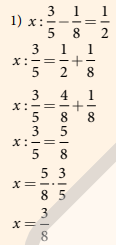 1) x : 3/5 − 1/8 = 1/2
x : 3/5 = 1/2 + 1/8
x : 3/5 = 4/8 + 1/8
x : 3/5 = 5/8
x = 5/8 · 3/5
x = 3/8